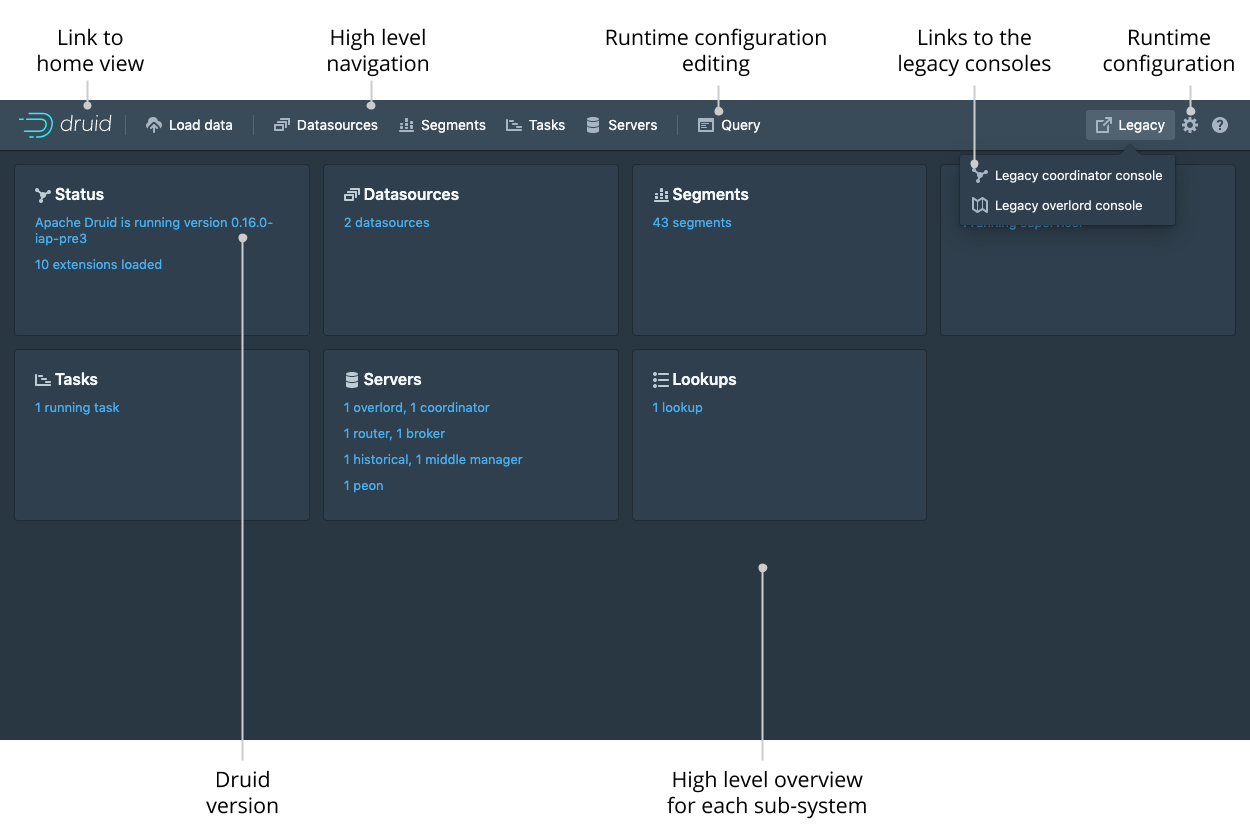 Link to
home view
High level
navigation
Runtime configuration
editing
Links to the
legacy consoles
Runtime
configuration
druid
Load data
Datasources
Segments
Tasks
Servers
Query
Legacy
Legacy coordinator console
Legacy overlord console
Status
Apache Druid is running version 0.16.0-
iap-pre3
10 extensions loaded
Datasources
2 datasources
Segments
43 segments
1 running supervisor
Tasks
1 running task
Servers
1 overlord, 1 coordinator
1 router, 1 broker
1 historical, 1 middle manager
1 peon
Lookups
1 lookup
Druid
version
High level overview
for each sub-system